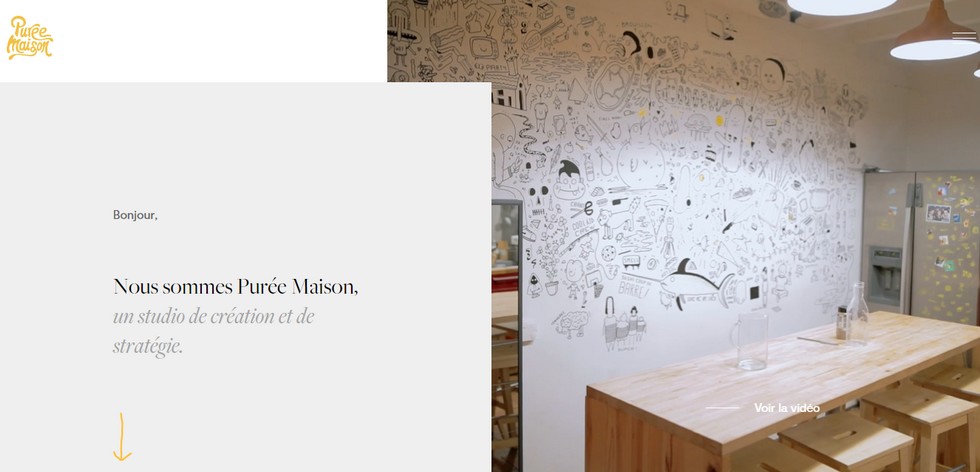 Purée
Maison
Bonjour,
Nous sommes Purée Maison,
un studio de création et de
stratégie.
Voir la vidéo